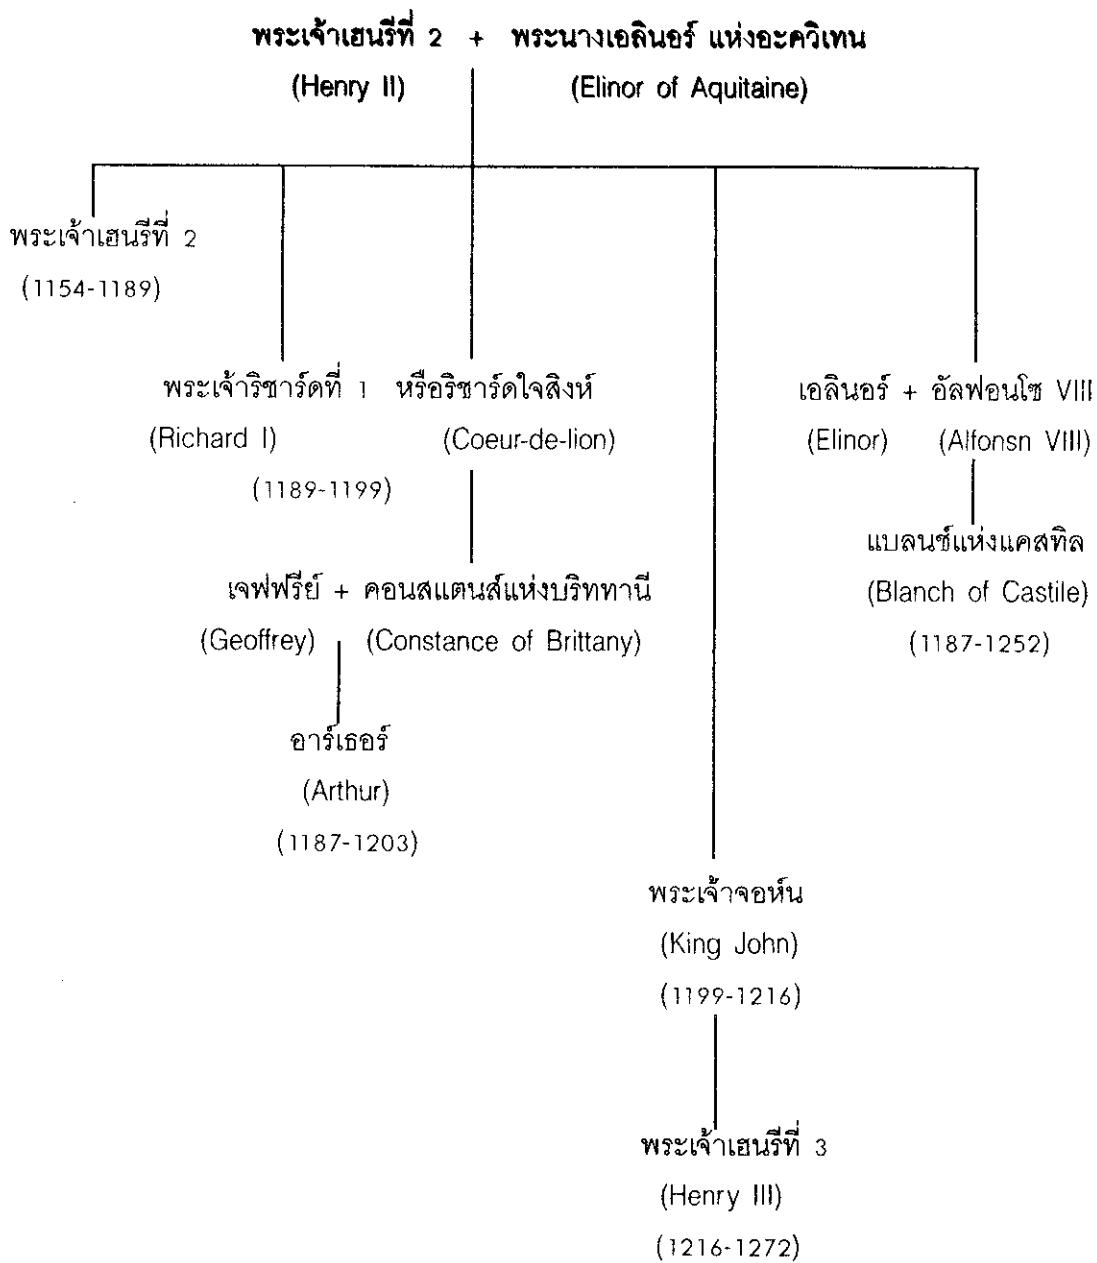 พระเจ้าเฮนรีที่ 2 + พระนางเอลินอร์ แห่งอะควิเทน
(Henry II) (Elinor of Aquitaine)
พระเจ้าเฮนรีที่ 2
(1154-1189)
พระเจ้าริชาร์ดที่ 1 หรือริชาร์ดใจสิงห์
(Richard I) (Coeur-de-lion)
(1189-1199)
เอลินอร์ + อัลฟอนโซ VIII
(Elinor) (Alfonsn VIII)
แบลนช์แห่งแคสทิล
(Blanch of Castile)
(1187-1252)
เจฟฟรีย์ + คอนสแตนส์แห่งบริททานี
(Geoffrey) (Constance of Brittany)
อาร์เธอร์
(Arthur)
(1187-1203)
พระเจ้าจอห์น
(King John)
(1199-1216)
พระเจ้าเฮนรีที่ 3
(Henry III)
(1216-1272)